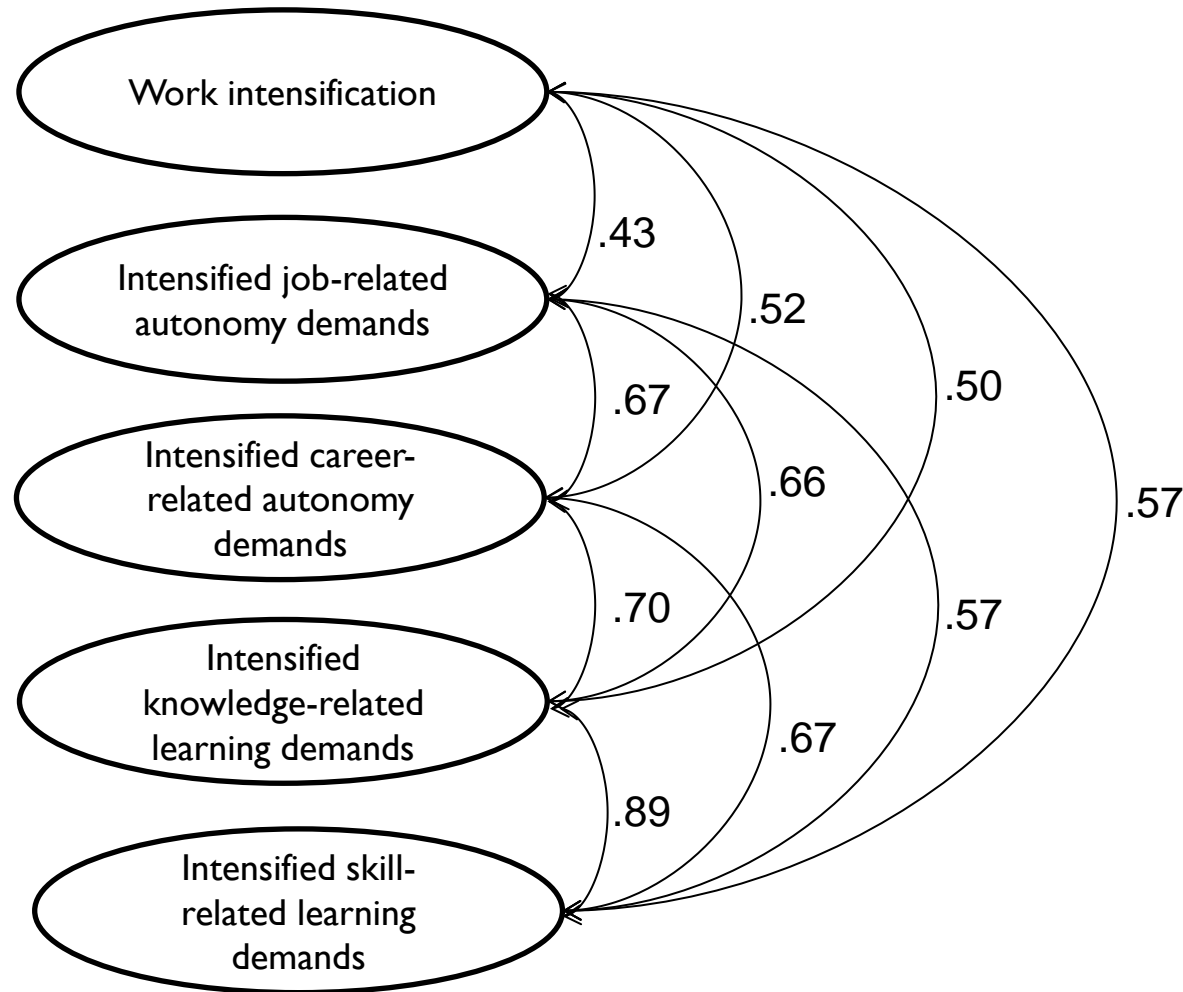 Work intensification
.43
Intensified job-related
autonomy demands
.52
.67
.50
Intensified career-
related autonomy
demands
.66
.57
.70
.57
Intensified
knowledge-related
learning demands
.67
.89
Intensified skill-
related learning
demands